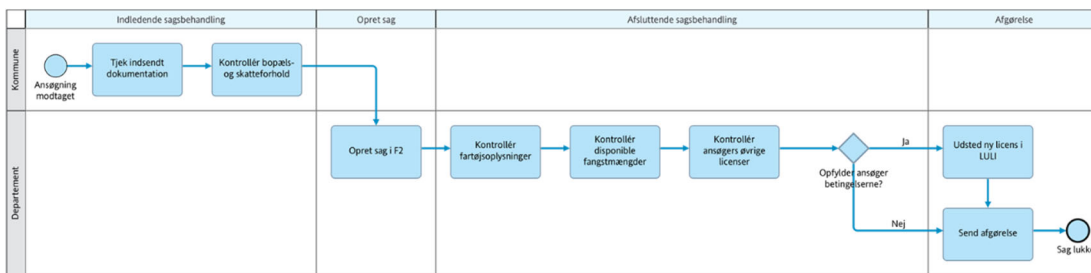 Indledende sagsbehandling
Opret sag
Afsluttende sagsbehandling
Afgørelse
Kommune
Ansøgning
modtaget
Tjek indsendt
dokumentation
Kontrollér bopæls-
og skatteforhold
Departement
Opret sag i F2
Kontrollér
fartøjsoplysninger
Kontrollér
disponible
fangstmængder
Kontrollér
ansøgers øvrige
licenser
Opfylder ansøger
betingelserne?
Ja
Nej
Udsted ny licens i
LULI
Send afgørelse
Sag lukke